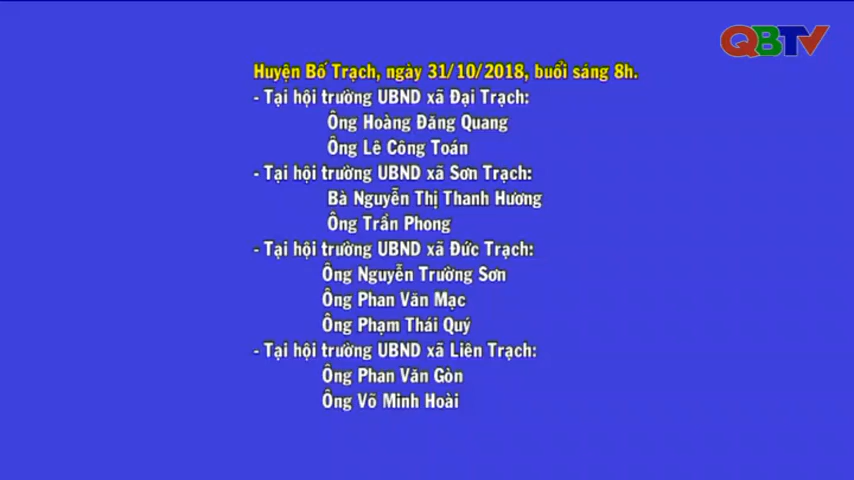 QBTV
Huyện Bố Trạch, ngày 31/10/2018, buổi sáng 8h.
- Tại hội trường UBND xã Đại Trạch:
Ông Hoàng Đăng Quang
Ông Lê Công Toán
- Tại hội trường UBND xã Sơn Trạch:
Bà Nguyễn Thị Thanh Hương
Ông Trần Phong
- Tại hội trường UBND xã Đức Trạch:
Ông Nguyễn Trường Sơn
Ông Phan Văn Mạc
Ông Phạm Thái Quý
- Tại hội trường UBND xã Liên Trạch:
Ông Phan Văn Gòn
Ông Võ Minh Hoài